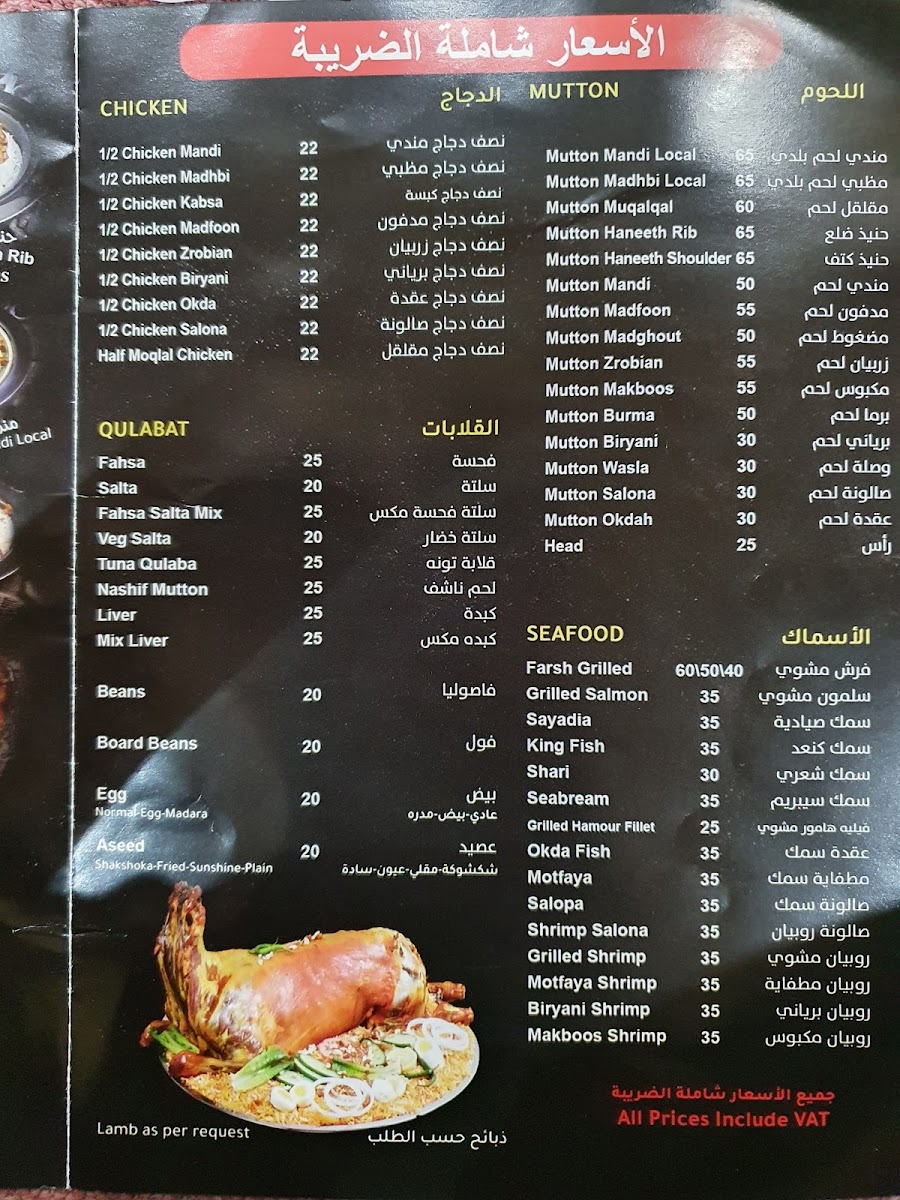 الأسعار شاملة الضريبة
CHICKEN الدجاج
1/2 Chicken Mandi 22 نصف دجاج مندي
1/2 Chicken Madhbi 22 نصف دجاج مظبي
1/2 Chicken Kabsa 22 نصف دجاج كبسة
1/2 Chicken Madfoon 22 نصف دجاج مدفون
1/2 Chicken Zrobian 22 نصف دجاج زربيان
1/2 Chicken Biryani 22 نصف دجاج برياني
1/2 Chicken Okda 22 نصف دجاج عقدة
1/2 Chicken Salona 22 نصف دجاج صالونة
Half Moqlal Chicken 22 نصف دجاج مقلقل
QULABAT القلابات
Fahsa 25 فحسة
Salta 20 سلتة
Fahsa Salta Mix 25 سلتة فحسة مكس
Veg Salta 20 سلتة خضار
Tuna Qulaba 25 قلابة تونه
Nashif Mutton 25 لحم ناشف
Liver 25 كبدة
Mix Liver 25 كبده مكس
Beans 20 فاصوليا
Board Beans 20 فول
Egg 20 بيض
Normal-Egg-Madara عادي-بيض-مدره
Aseed 20 عصيد
Shakshoka-Fried-Sunshine-Plain شكشوكة-مقلي-عيون-سادة
Lamb as per request ذبائح حسب الطلب
MUTTON اللحوم
Mutton Mandi Local 65 مندي لحم بلدي
Mutton Madhbi Local 65 مظبي لحم بلدي
Mutton Muqalqal 60 مقلقل لحم
Mutton Haneeth Rib 65 حنيذ ضلع
Mutton Haneeth Shoulder 65 حنيذ كتف
Mutton Mandi 50 مندي لحم
Mutton Madfoon 55 مدفون لحم
Mutton Madghout 50 مضغوط لحم
Mutton Zrobian 55 زربيان لحم
Mutton Makboos 55 مكبوس لحم
Mutton Burma 50 برما لحم
Mutton Biryani 30 برياني لحم
Mutton Wasla 30 وصلة لحم
Mutton Salona 30 صالونة لحم
Mutton Okdah 30 عقدة لحم
Head 25 رأس
SEAFOOD الأسماك
Farsh Grilled 60\50\40 فرش مشوي
Grilled Salmon 35 سلمون مشوي
Sayadia 35 سمك صيادية
King Fish 35 سمك كنعد
Shari 30 سمك شعري
Seabream 35 سمك سيبريم
Grilled Hamour Fillet 25 فيليه هامور مشوي
Okda Fish 35 عقدة سمك
Motfaya 35 مطفاية سمك
Salopa 35 صالونة سمك
Shrimp Salona 35 صالونة روبيان
Grilled Shrimp 35 روبيان مشوي
Motfaya Shrimp 35 روبيان مطفاية
Biryani Shrimp 35 روبيان برياني
Makboos Shrimp 35 روبيان مكبوس
جميع الأسعار شاملة الضريبة
All Prices Include VAT
Rib
Local